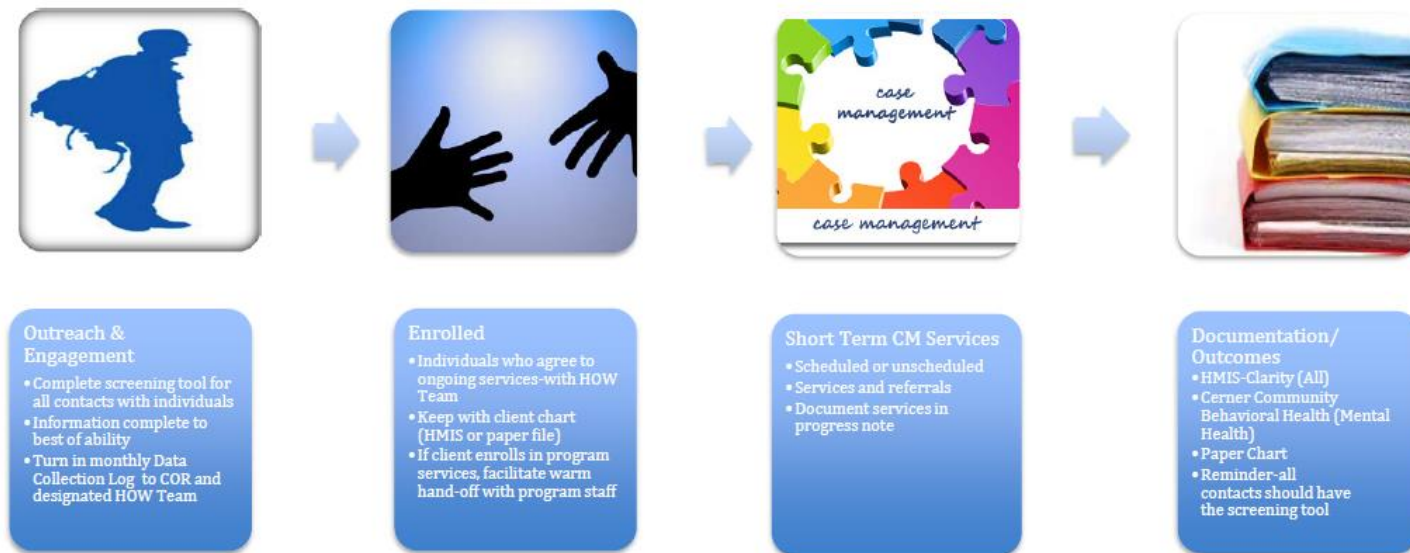 case
management
case management
Outreach &
Engagement
• Complete screening tool for
all contacts with individuals
• Information complete to
best of ability
• Turn in monthly Data
Collection Log to COR and
designated HOW Team
Enrolled
• Individuals who agree to
ongoing services-with HOW
Team
• Keep with client chart
(HMIS or paper file)
• If client enrolls in program
services, facilitate warm
hand-off with program staff
Short Term CM Services
• Scheduled or unscheduled
• Services and referrals
• Document services in
progress note
Documentation/
Outcomes
• HMIS-Clarity (All)
• Cerner Community
Behavioral Health (Mental
Health)
• Paper Chart
• Reminder-all
contacts should have
the screening tool